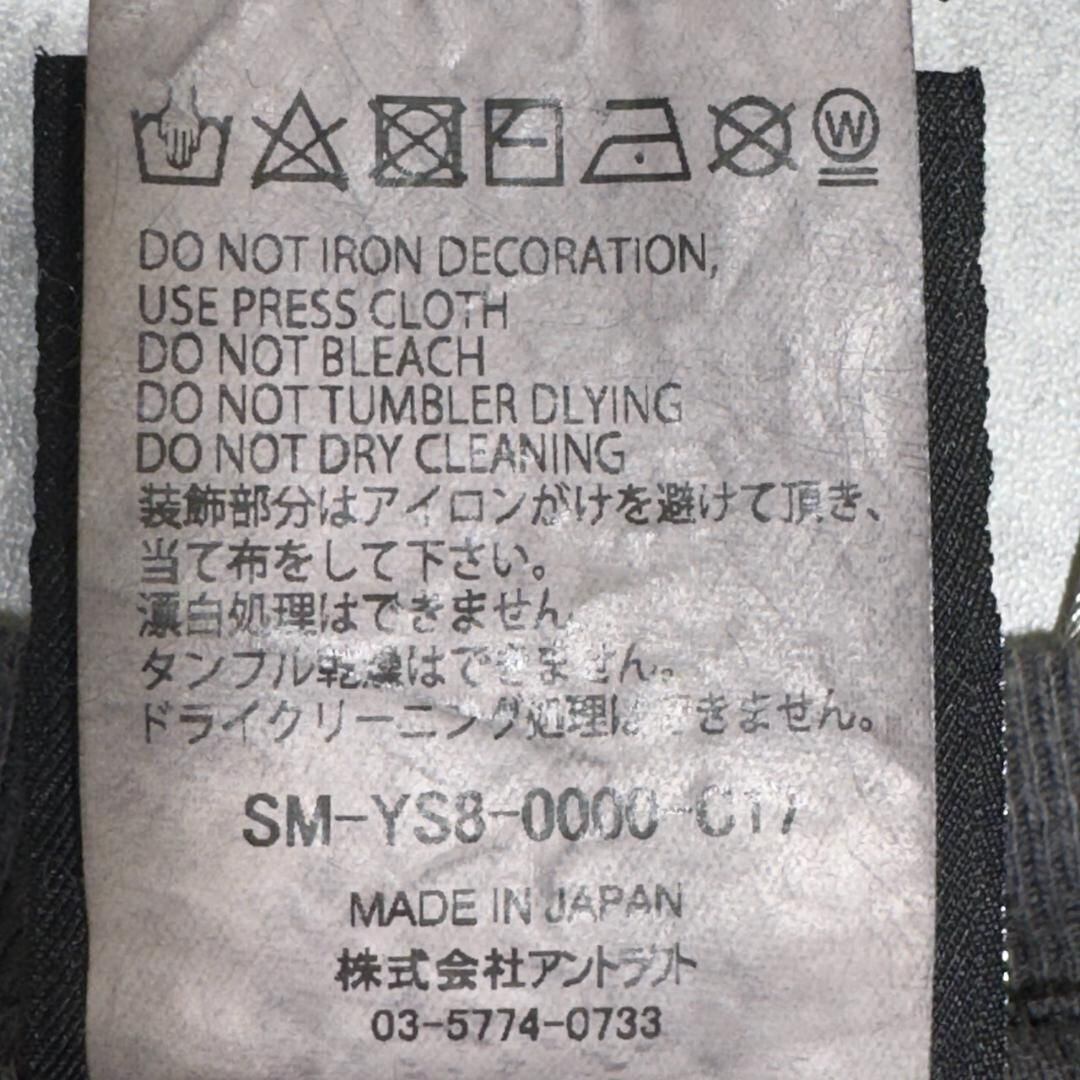 W
DO NOT IRON DECORATION,
USE PRESS CLOTH
DO NOT BLEACH
DO NOT TUMBLER DLYING
DO NOT DRY CLEANING
装飾部分はアイロンがけを避けて頂き、
当て布をして下さい。
漂白処理はできません
タンブル乾燥はできません。
ドライクリーニング処理はできません。
SM-YS8-0000-C17
MADE IN JAPAN
株式会社アントラフト
03-5774-0733